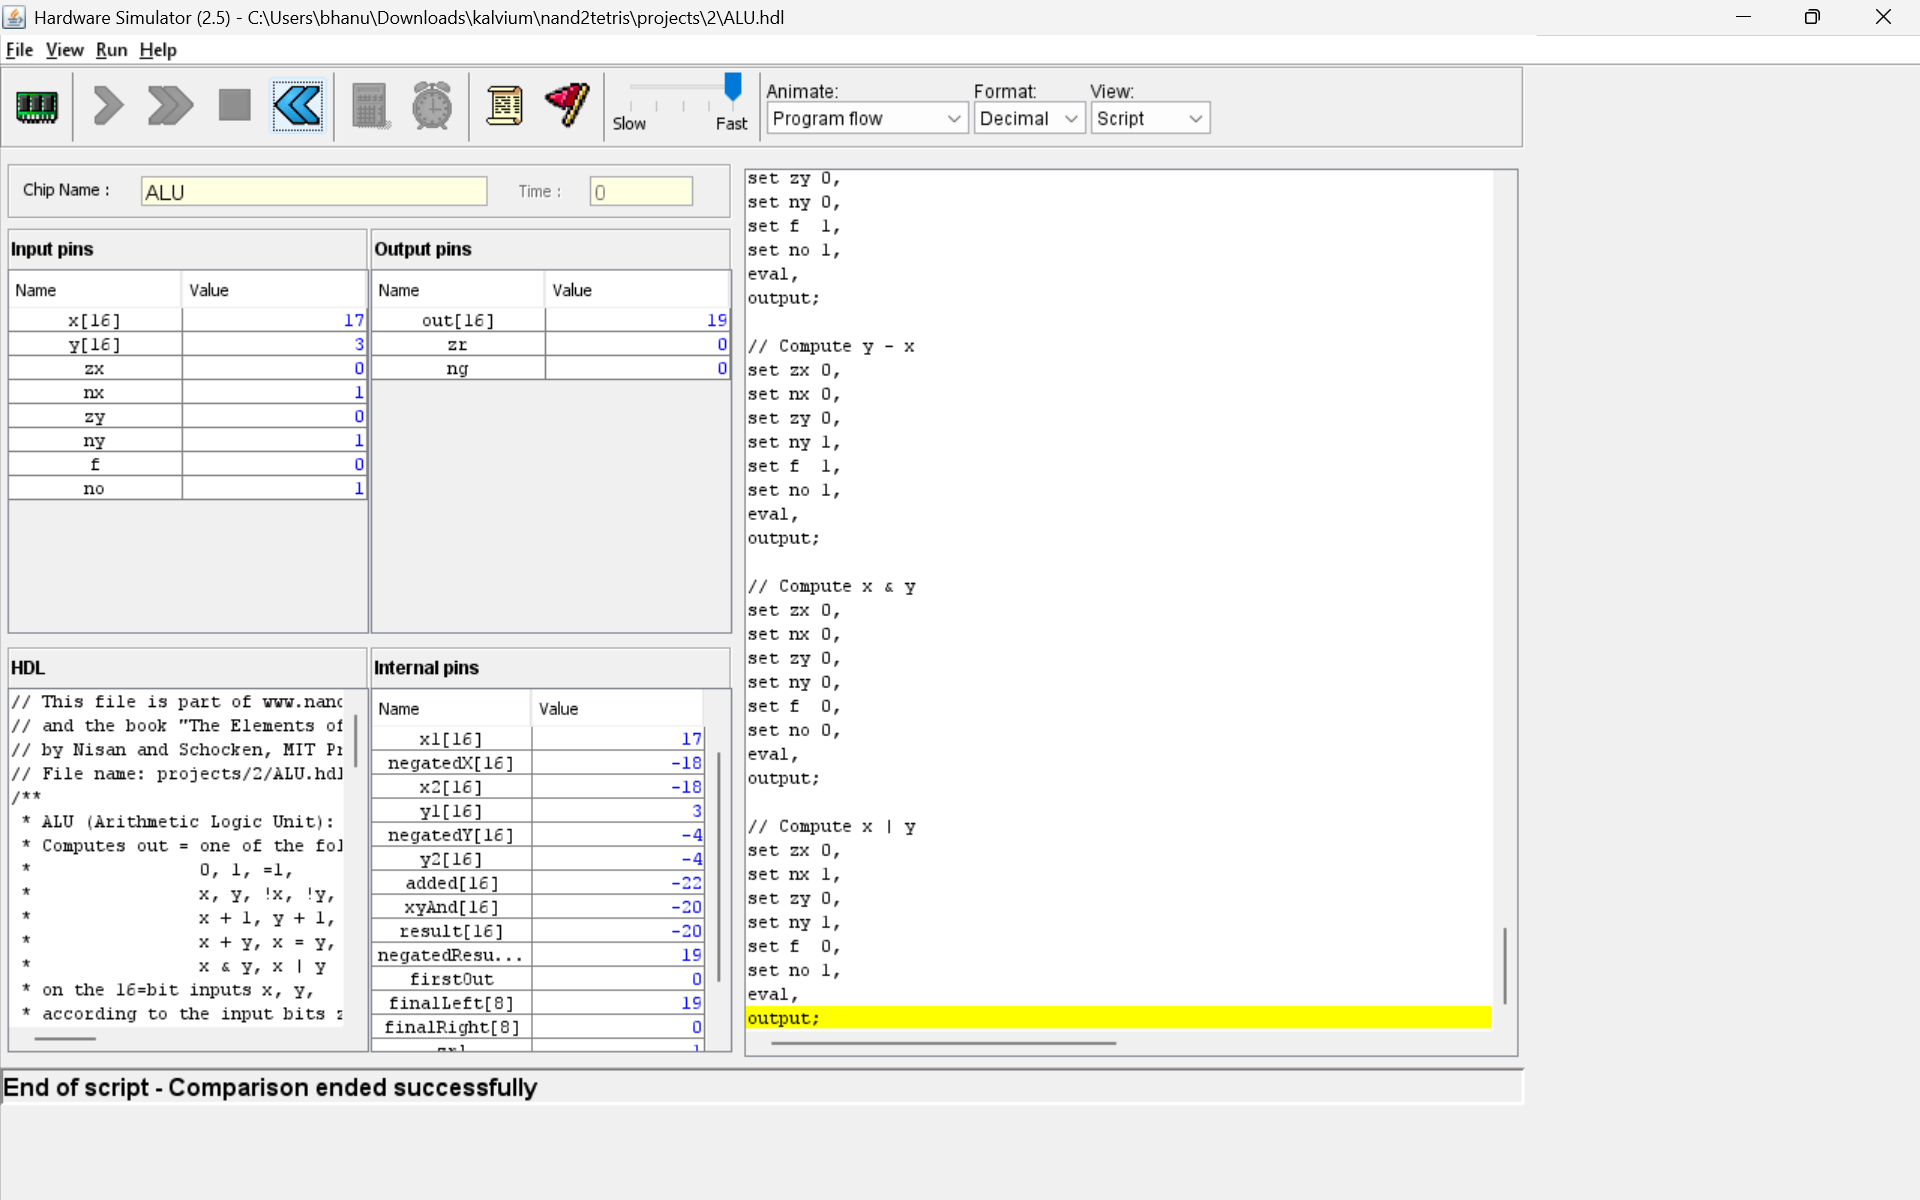 Hardware Simulator (2.5) - C:\Users\bhanu\Downloads\kalvium\nand2tetris\projects\2\ALU.hdl
File View Run Help
Slow Fast
Animate: Format: View:
Program flow Decimal Script
Chip Name : ALU Time : 0
Input pins
Name Value
x[16] 17
y[16] 3
zx 0
nx 1
zy 0
ny 1
f 0
no 1
Output pins
Name Value
out[16] 19
zr 0
ng 0
HDL
// This file is part of www.nand
// and the book "The Elements of
// by Nisan and Schocken, MIT Pr
// File name: projects/2/ALU.hdl
/**
* ALU (Arithmetic Logic Unit):
* Computes out = one of the fol
* 0, 1, =1,
* x, y, !x, !y,
* x + 1, y + 1,
* x + y, x = y,
* x & y, x | y
* on the 16=bit inputs x, y,
* according to the input bits z
Internal pins
Name Value
x1[16] 17
negatedX[16] -18
x2[16] -18
y1[16] 3
negatedY[16] -4
y2[16] -4
added[16] -22
xyAnd[16] -20
result[16] -20
negatedResu... 19
firstOut 0
finalLeft[8] 19
finalRight[8] 0
set zy 0,
set ny 0,
set f 1,
set no 1,
eval,
output;
// Compute y - x
set zx 0,
set nx 0,
set zy 0,
set ny 1,
set f 1,
set no 1,
eval,
output;
// Compute x & y
set zx 0,
set nx 0,
set zy 0,
set ny 0,
set f 0,
set no 0,
eval,
output;
// Compute x | y
set zx 0,
set nx 1,
set zy 0,
set ny 1,
set f 0,
set no 1,
eval,
output;
End of script - Comparison ended successfully